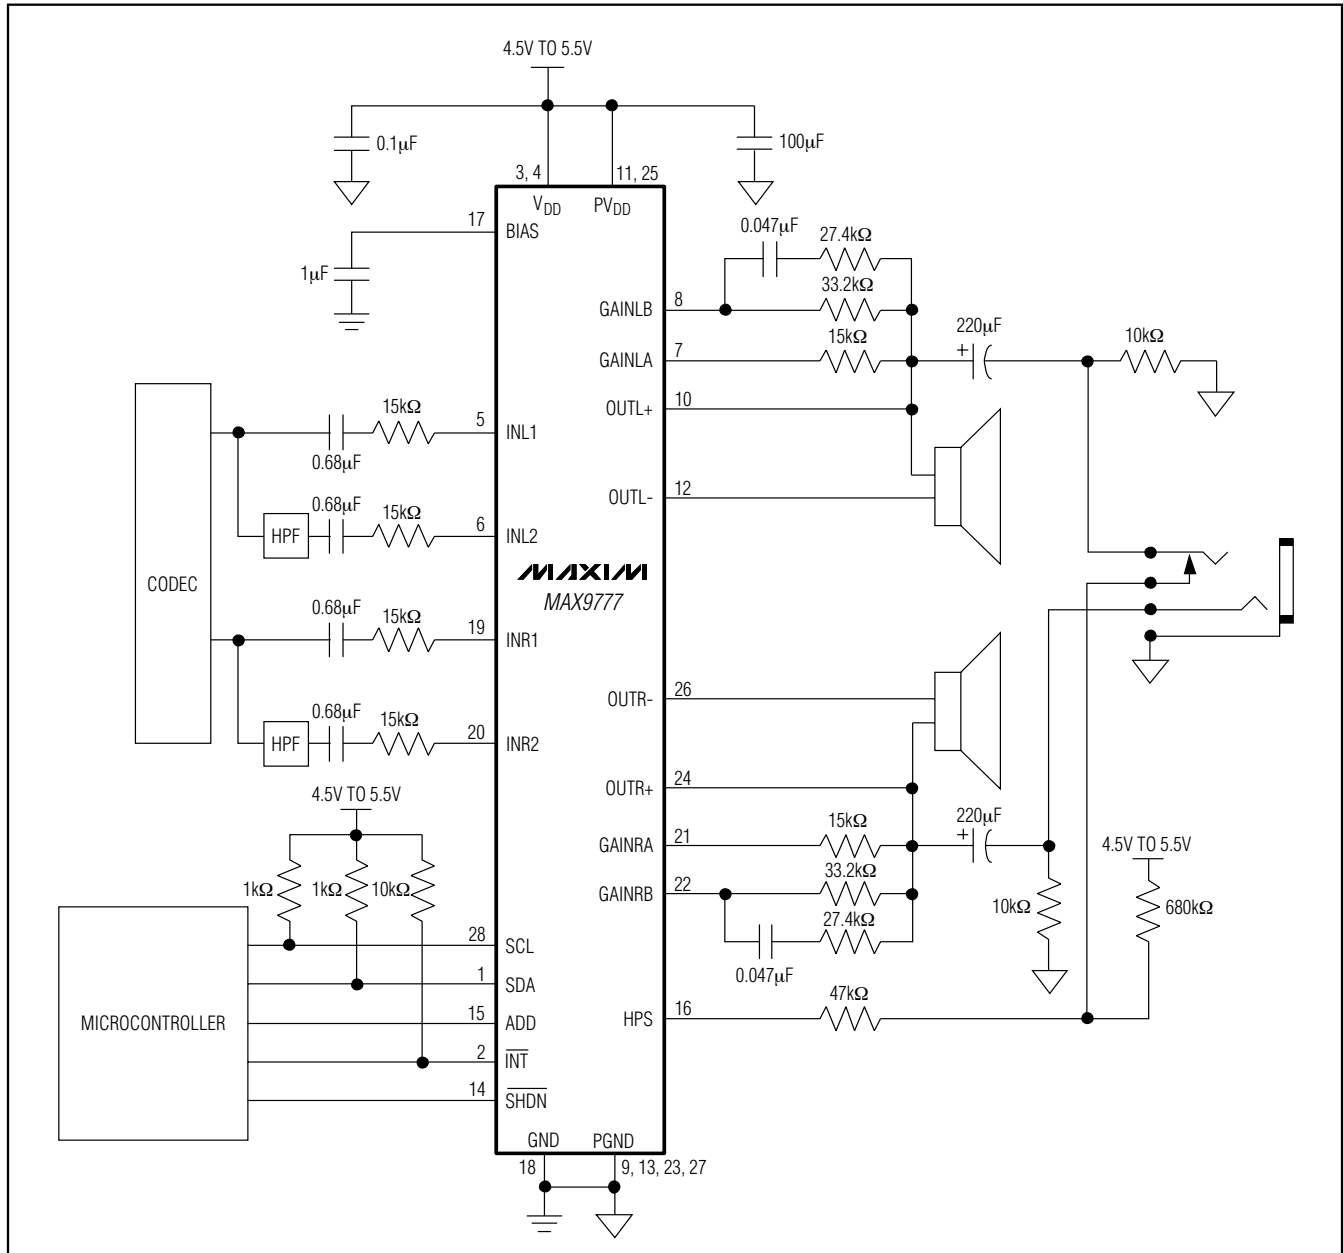 4.5V TO 5.5V
0.1μF
100μF
3, 4
11, 25
VDD
PVDD
17
BIAS
1μF
0.047μF
27.4kΩ
8
GAINLB
33.2kΩ
7
GAINLA
15kΩ
220μF
+
10kΩ
10
OUTL+
15kΩ
5
INL1
0.68μF
12
OUTL-
0.68μF
15kΩ
6
INL2
HPF
CODEC
MAXIM
MAX9777
0.68μF
15kΩ
19
INR1
26
OUTR-
0.68μF
15kΩ
20
INR2
HPF
24
OUTR+
4.5V TO 5.5V
15kΩ
21
GAINRA
220μF
+
4.5V TO 5.5V
1kΩ
1kΩ
10kΩ
22
GAINRB
33.2kΩ
27.4kΩ
0.047μF
10kΩ
680kΩ
28
SCL
1
SDA
MICROCONTROLLER
15
ADD
16
HPS
47kΩ
2
INT
14
SHDN
GND
PGND
18
9, 13, 23, 27